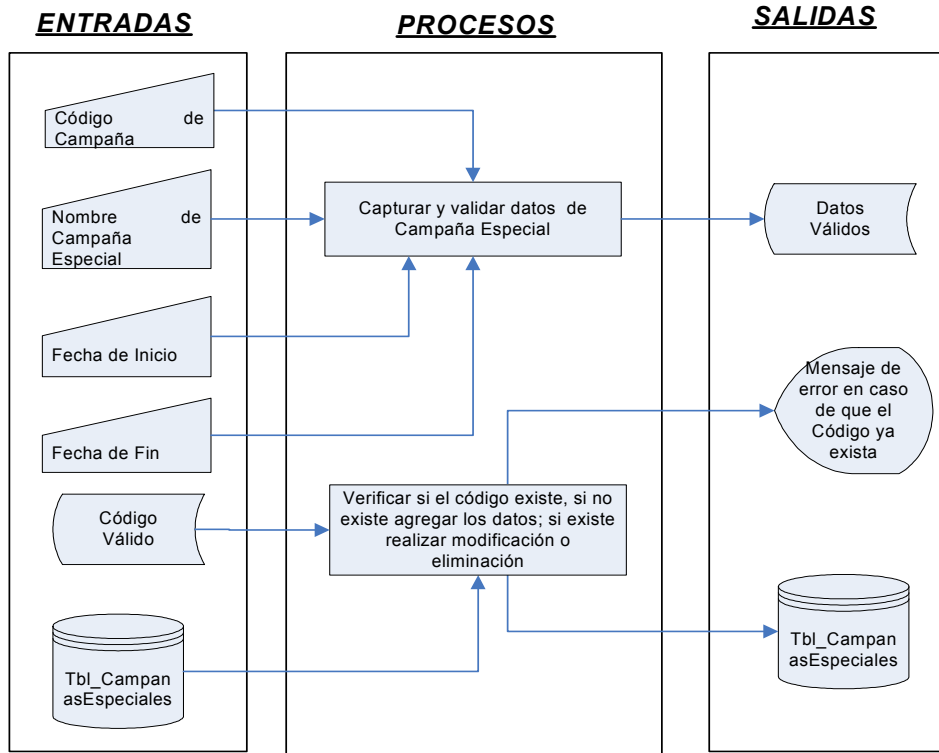 ENTRADAS
PROCESOS
SALIDAS
Código de
Campaña
Nombre de
Campaña
Especial
Fecha de Inicio
Fecha de Fin
Código
Válido
Tbl_Campan
asEspeciales
Capturar y validar datos de
Campaña Especial
Verificar si el código existe, si no
existe agregar los datos; si existe
realizar modificación o
eliminación
Datos
Válidos
Mensaje de
error en caso
de que el
Código ya
exista
Tbl_Campan
asEspeciales